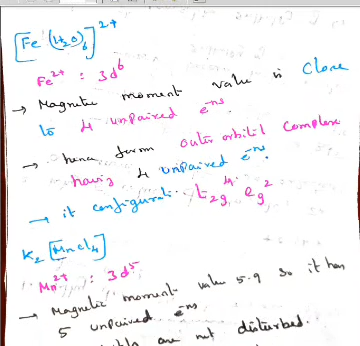 [Fe (H₂O)₆]²⁺
Fe²⁺ : 3d⁶
→ Magnetic moment value is Close
to 4 unpaired e⁻ⁿˢ
→ hence form outer orbital Complex
having 4 unpaired e⁻ⁿˢ
→ it configurati.. t₂g⁴ eg²
K₂[MnCl₄]
Mn²⁺ : 3d⁵
→ Magnetic moment value 5.9 so it has
5 unpaired e⁻ⁿˢ
are not disturbed.